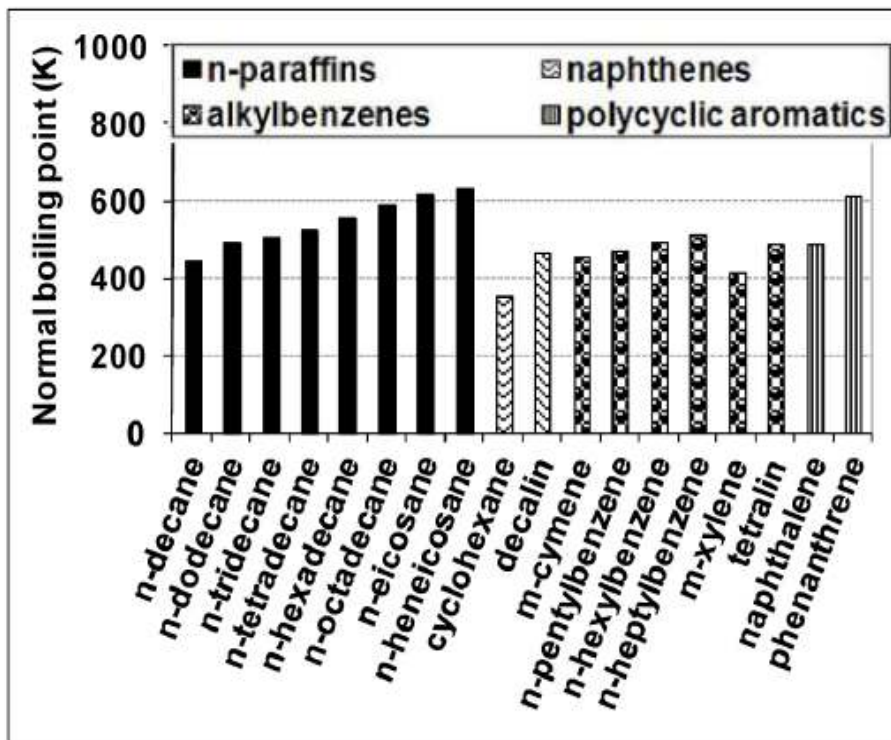 Normal boiling point (K)
1000
800
600
400
200
0
n-paraffins
naphthenes
alkylbenzenes
polycyclic aromatics
n-decane
n-dodecane
n-tridecane
n-tetradecane
n-hexadecane
n-octadecane
n-eicosane
n-heneicosane
cyclohexane
decalin
m-cymene
n-pentylbenzene
n-hexylbenzene
n-heptylbenzene
m-xylene
tetralin
naphthalene
phenanthrene